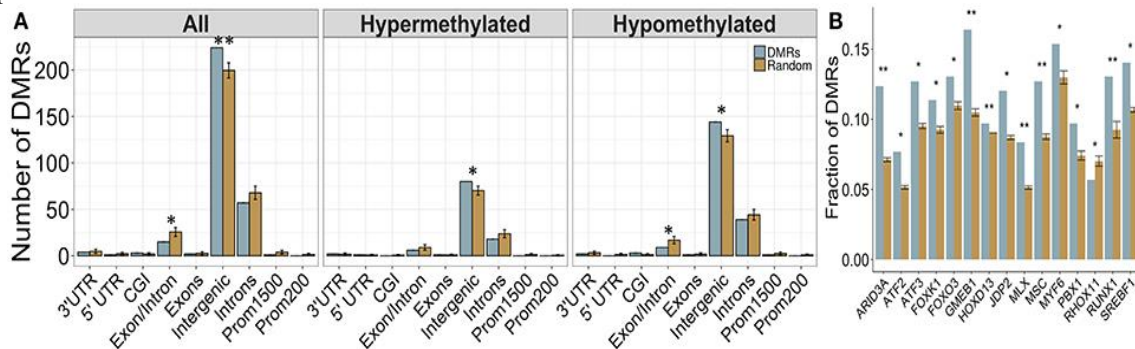 A
All
Hypermethylated
Hypomethylated
Number of DMRs
200
150
100
50
0
** 
*
*
*
*
DMRs
Random
3'UTR
5' UTR
CGI
Exon/Intron
Exons
Intergenic
Introns
Prom1500
Prom200
3'UTR
5' UTR
CGI
Exon/Intron
Exons
Intergenic
Introns
Prom1500
Prom200
3'UTR
5' UTR
CGI
Exon/Intron
Exons
Intergenic
Introns
Prom1500
Prom200
B
Fraction of DMRs
0.15
0.10
0.05
0.00
**
*
*
*
*
**
**
*
**
**
*
*
*
**
*
ARID3A
ATF2
ATF3
FOXK1
FOXO3
GMEB1
HOXD13
JDP2
MLX
MSC
MYF6
PBX1
RHOX11
RUNX1
SREBF1